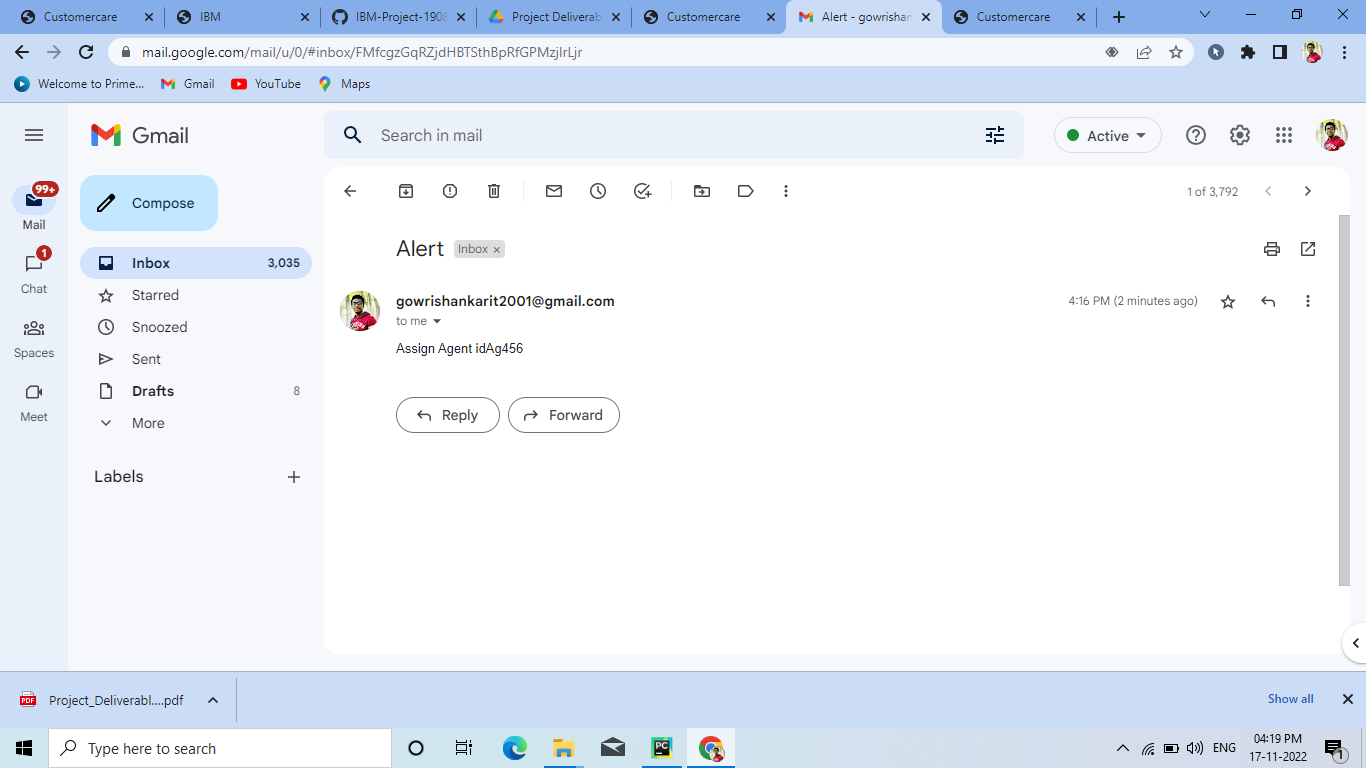 Customercare
IBM
IBM-Project-1908
Project Deliverab
Customercare
Alert - gowrishan
Customercare
mail.google.com/mail/u/0/#inbox/FMfcgzGqRZjdHBTSthBpRfGPMzjIrLjr
Welcome to Prime...
Gmail
YouTube
Maps
Gmail
Search in mail
Active
99+
Mail
1
Chat
Spaces
Meet
Compose
Inbox 3,035
Starred
Snoozed
Sent
Drafts 8
More
Labels
1 of 3,792
Alert Inbox ×
gowrishankarit2001@gmail.com 4:16 PM (2 minutes ago)
to me
Assign Agent idAg456
Reply Forward
Project_Deliverabl....pdf
Show all
Type here to search
PC
ENG
04:19 PM
17-11-2022
1